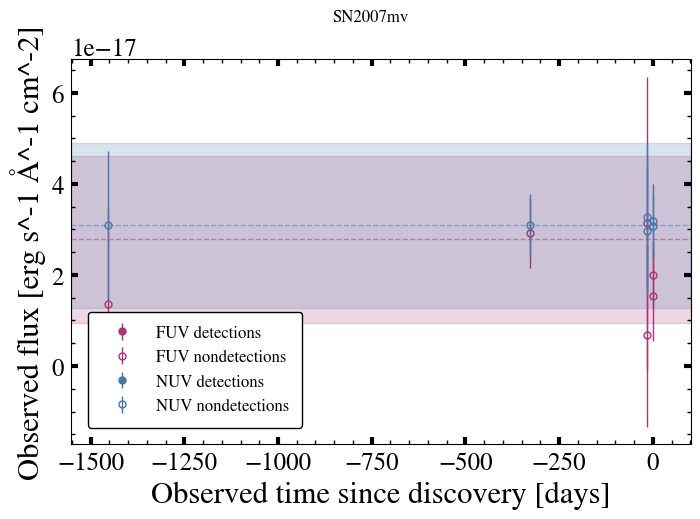 SN2007mv
1e−17
6
4
2
0
Observed flux [erg s^-1 Å^-1 cm^-2]
FUV detections
FUV nondetections
NUV detections
NUV nondetections
−1500 −1250 −1000 −750 −500 −250 0
Observed time since discovery [days]